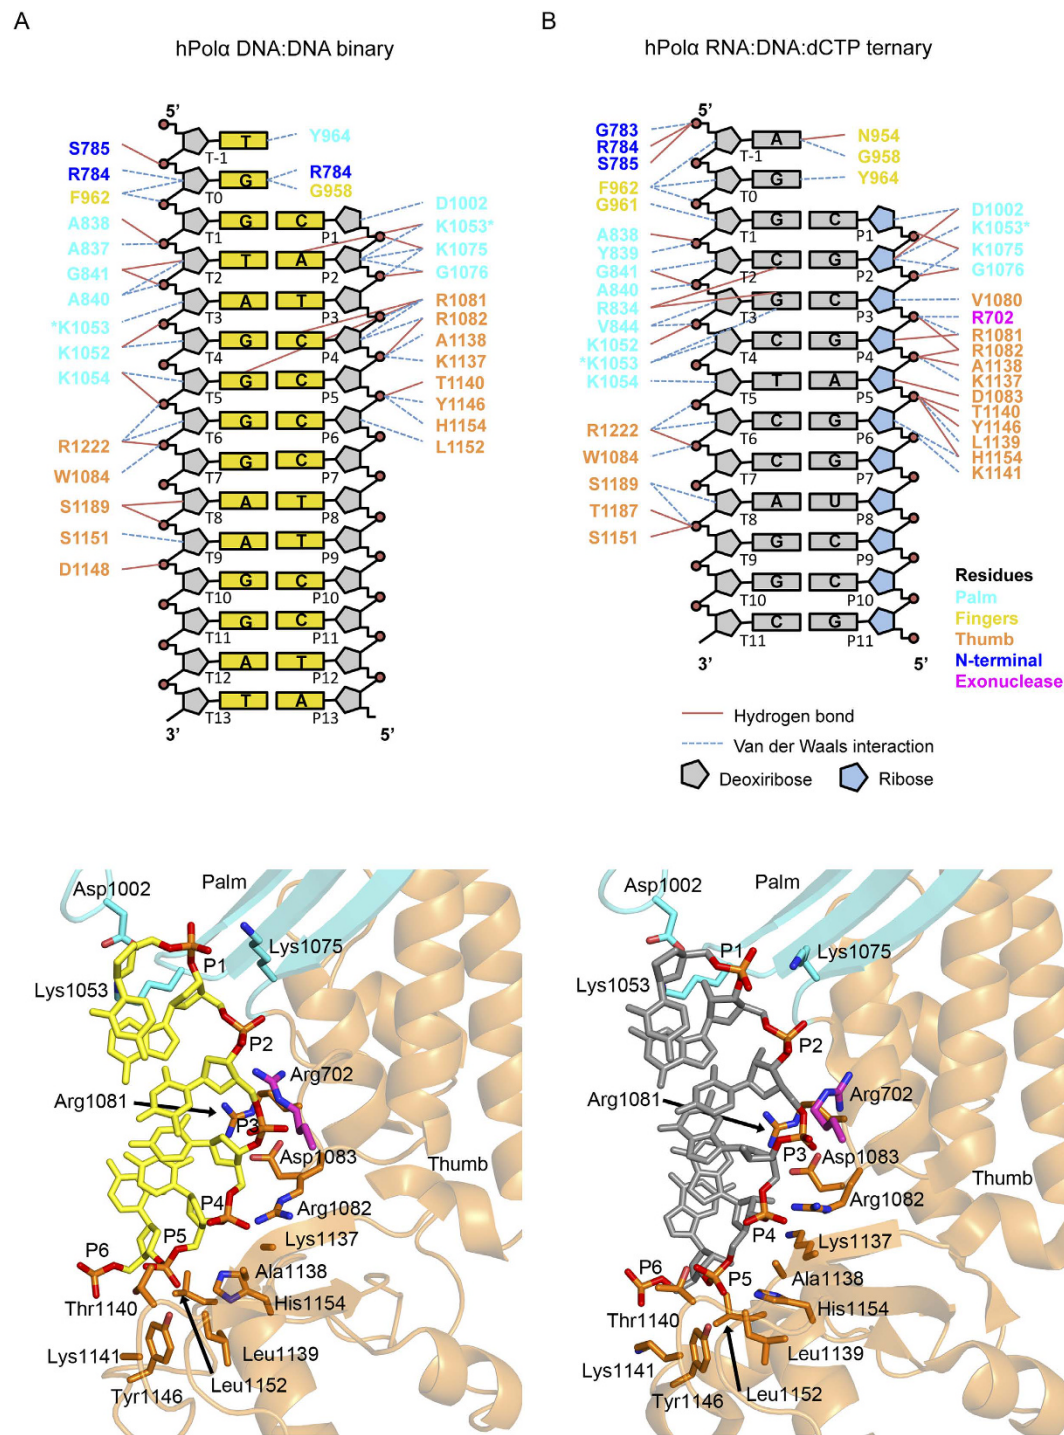 A
hPolα DNA:DNA binary
5’
S785
R784
F962
A838
A837
G841
A840
*K1053
K1052
K1054
R1222
W1084
S1189
S1151
D1148
T
T-1
G
T0
G C
T1 P1
T A
T2 P2
A T
T3 P3
G C
T4 P4
G C
T5 P5
G C
T6 P6
G C
T7 P7
A T
T8 P8
A T
T9 P9
G C
T10 P10
G C
T11 P11
A T
T12 P12
T A
T13 P13
3’ 5’
Y964
R784
G958
D1002
K1053*
K1075
G1076
R1081
R1082
A1138
K1137
T1140
Y1146
H1154
L1152
B
hPolα RNA:DNA:dCTP ternary
5’
G783
R784
S785
F962
G961
A838
Y839
G841
A840
R834
V844
K1052
*K1053
K1054
R1222
W1084
S1189
T1187
S1151
A
T-1
G
T0
G C
T1 P1
C G
T2 P2
G C
T3 P3
C G
T4 P4
T A
T5 P5
C G
T6 P6
C G
T7 P7
A U
T8 P8
G C
T9 P9
G C
T10 P10
C G
T11 P11
3’ 5’
N954
G958
Y964
D1002
K1053*
K1075
G1076
V1080
R702
R1081
R1082
A1138
K1137
D1083
T1140
Y1146
L1139
H1154
K1141
Residues
Palm
Fingers
Thumb
N-terminal
Exonuclease
Hydrogen bond
Van der Waals interaction
Deoxiribose Ribose
Asp1002
Palm
Lys1075
P1
Lys1053
P2
Arg702
Arg1081
P3
Asp1083
Thumb
P4
Arg1082
P5
Lys1137
P6
Ala1138
Thr1140
His1154
Lys1141
Leu1139
Tyr1146
Leu1152
Asp1002
Palm
P1
Lys1075
Lys1053
P2
Arg702
Arg1081
P3
Asp1083
Thumb
Arg1082
P4
Lys1137
P6
P5
Ala1138
Thr1140
His1154
Lys1141
Leu1139
Tyr1146
Leu1152